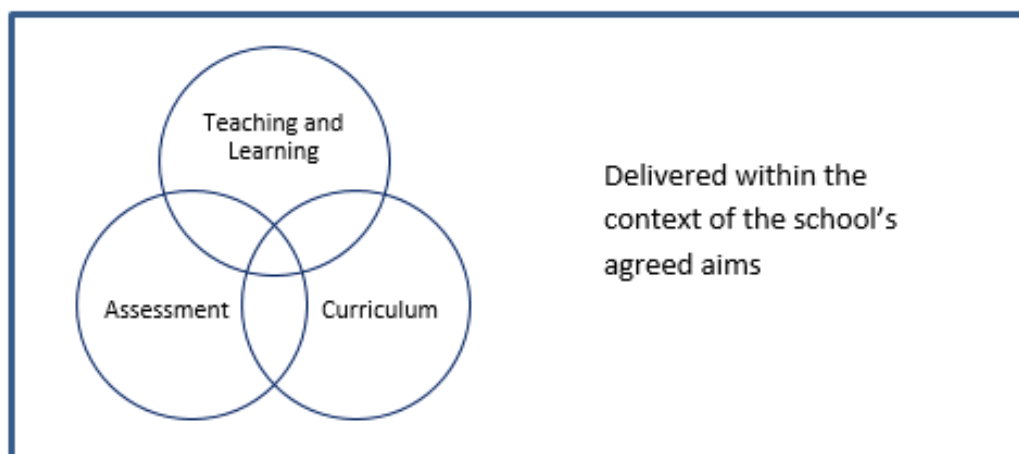 Teaching and
Learning
Assessment
Curriculum
Delivered within the
context of the school’s
agreed aims